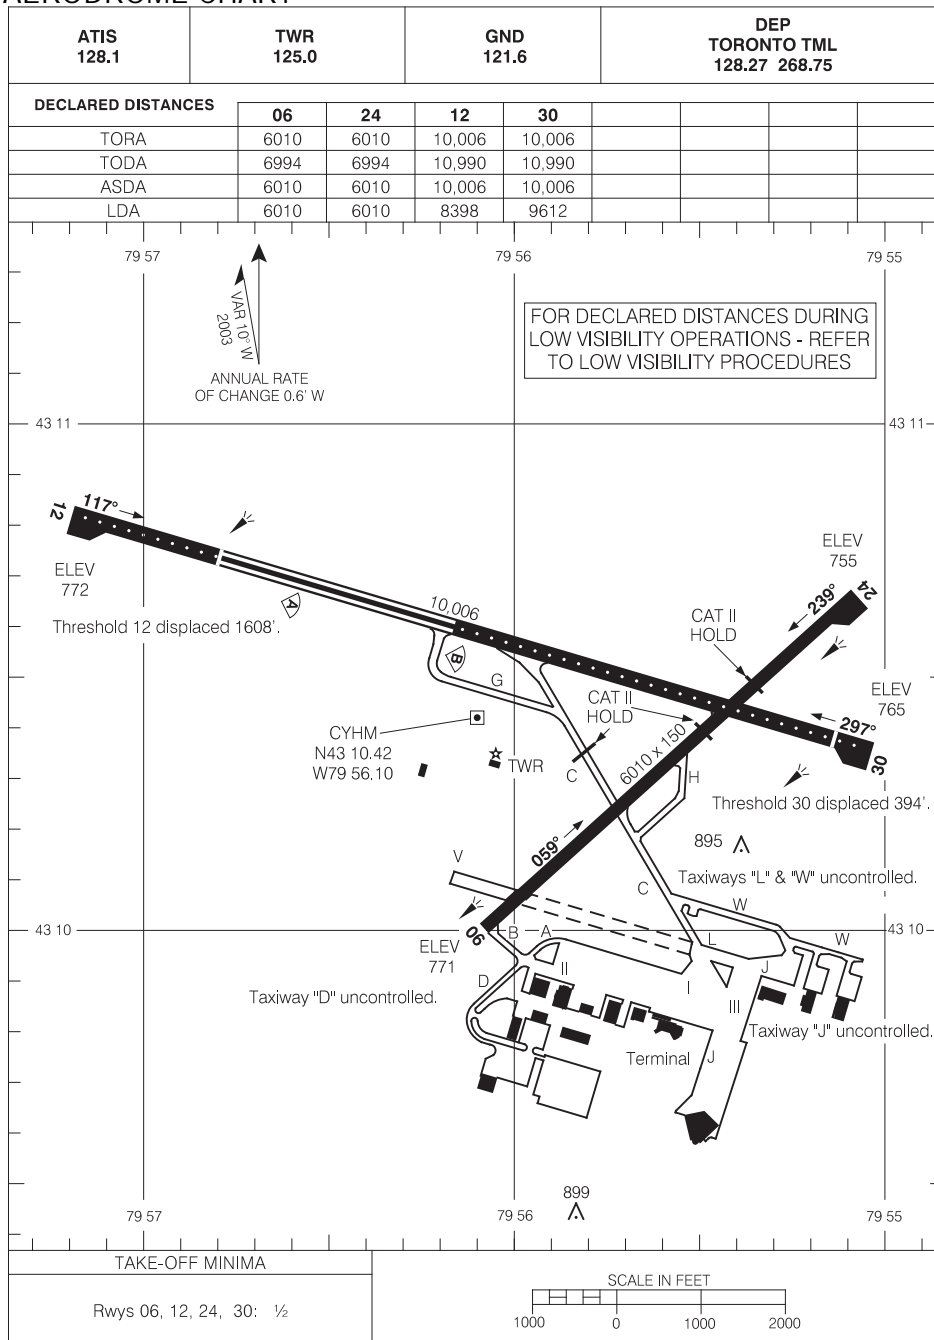 AERODROME CHART
ATIS
128.1
TWR
125.0
GND
121.6
DEP
TORONTO TML
128.27 268.75
DECLARED DISTANCES
06 24 12 30
TORA 6010 6010 10,006 10,006
TODA 6994 6994 10,990 10,990
ASDA 6010 6010 10,006 10,006
LDA 6010 6010 8398 9612
79 57 79 56 79 55
VAR 10° W
2003
ANNUAL RATE
OF CHANGE 0.6' W
FOR DECLARED DISTANCES DURING
LOW VISIBILITY OPERATIONS - REFER
TO LOW VISIBILITY PROCEDURES
43 11 43 11
12
117°
ELEV
772
Threshold 12 displaced 1608'.
A
10,006
B
G
ELEV
755
24
239°
CAT II
HOLD
CAT II
HOLD
ELEV
765
297°
30
CYHM
N43 10.42
W79 56.10
TWR
C
6010 x 150
H
Threshold 30 displaced 394'.
895
059°
Taxiways "L" & "W" uncontrolled.
V
C
W
W
43 10 43 10
06
B A
L
J
ELEV
771
D
II
I
III
Taxiway "D" uncontrolled.
Taxiway "J" uncontrolled.
Terminal
J
899
79 57 79 56 79 55
TAKE-OFF MINIMA
Rwys 06, 12, 24, 30: ½
SCALE IN FEET
1000 0 1000 2000